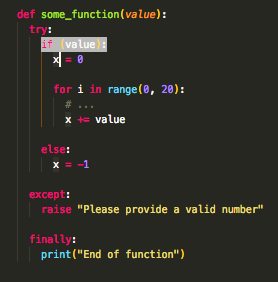 def some_function(value):
try:
if (value):
x = 0
for i in range(0, 20):
# ...
x += value
else:
x = -1
except:
raise "Please provide a valid number"
finally:
print("End of function")